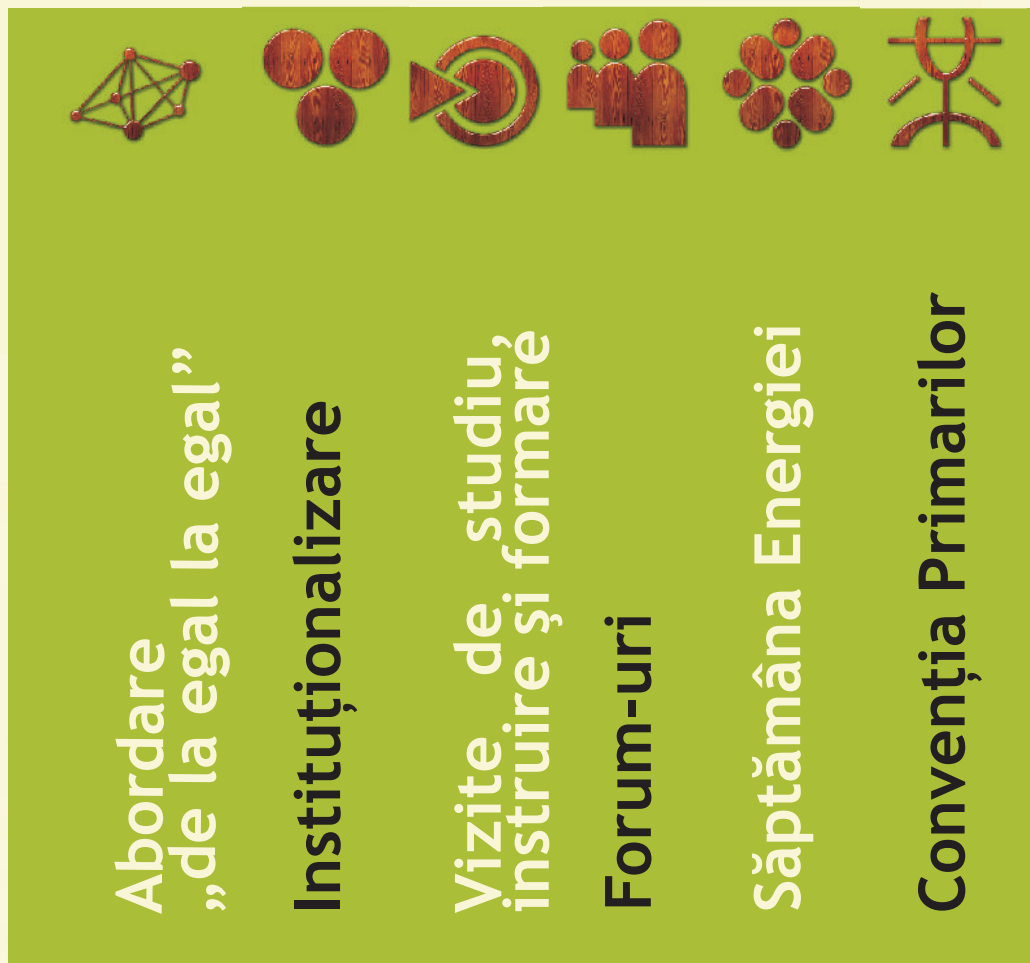 Abordare
„de la egal la egal”
Instituționalizare
Vizite de studiu,
instruire și formare
Forum-uri
Săptămâna Energiei
Convenția Primarilor